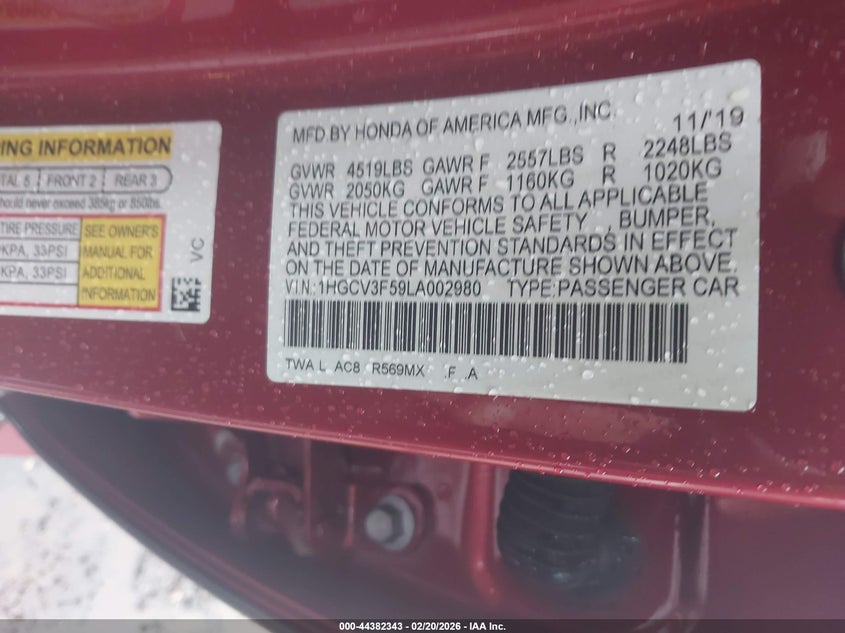 PING INFORMATION
TAL 5 FRONT 2 REAR 3
should never exceed 385kg or 850lbs.
TIRE PRESSURE SEE OWNER'S
KPA, 33PSI MANUAL FOR
KPA, 33PSI ADDITIONAL
INFORMATION
VC
MFD.BY HONDA OF AMERICA MFG.,INC. 11/'19
GVWR 4519LBS GAWR F 2557LBS R 2248LBS
GVWR 2050KG GAWR F 1160KG R 1020KG
THIS VEHICLE CONFORMS TO ALL APPLICABLE
FEDERAL MOTOR VEHICLE SAFETY , BUMPER,
AND THEFT PREVENTION STANDARDS IN EFFECT
ON THE DATE OF MANUFACTURE SHOWN ABOVE.
VIN:1HGCV3F59LA002980 TYPE:PASSENGER CAR
TWA L AC8 R569MX .F .A
000-44382343 - 02/20/2026 - IAA Inc.